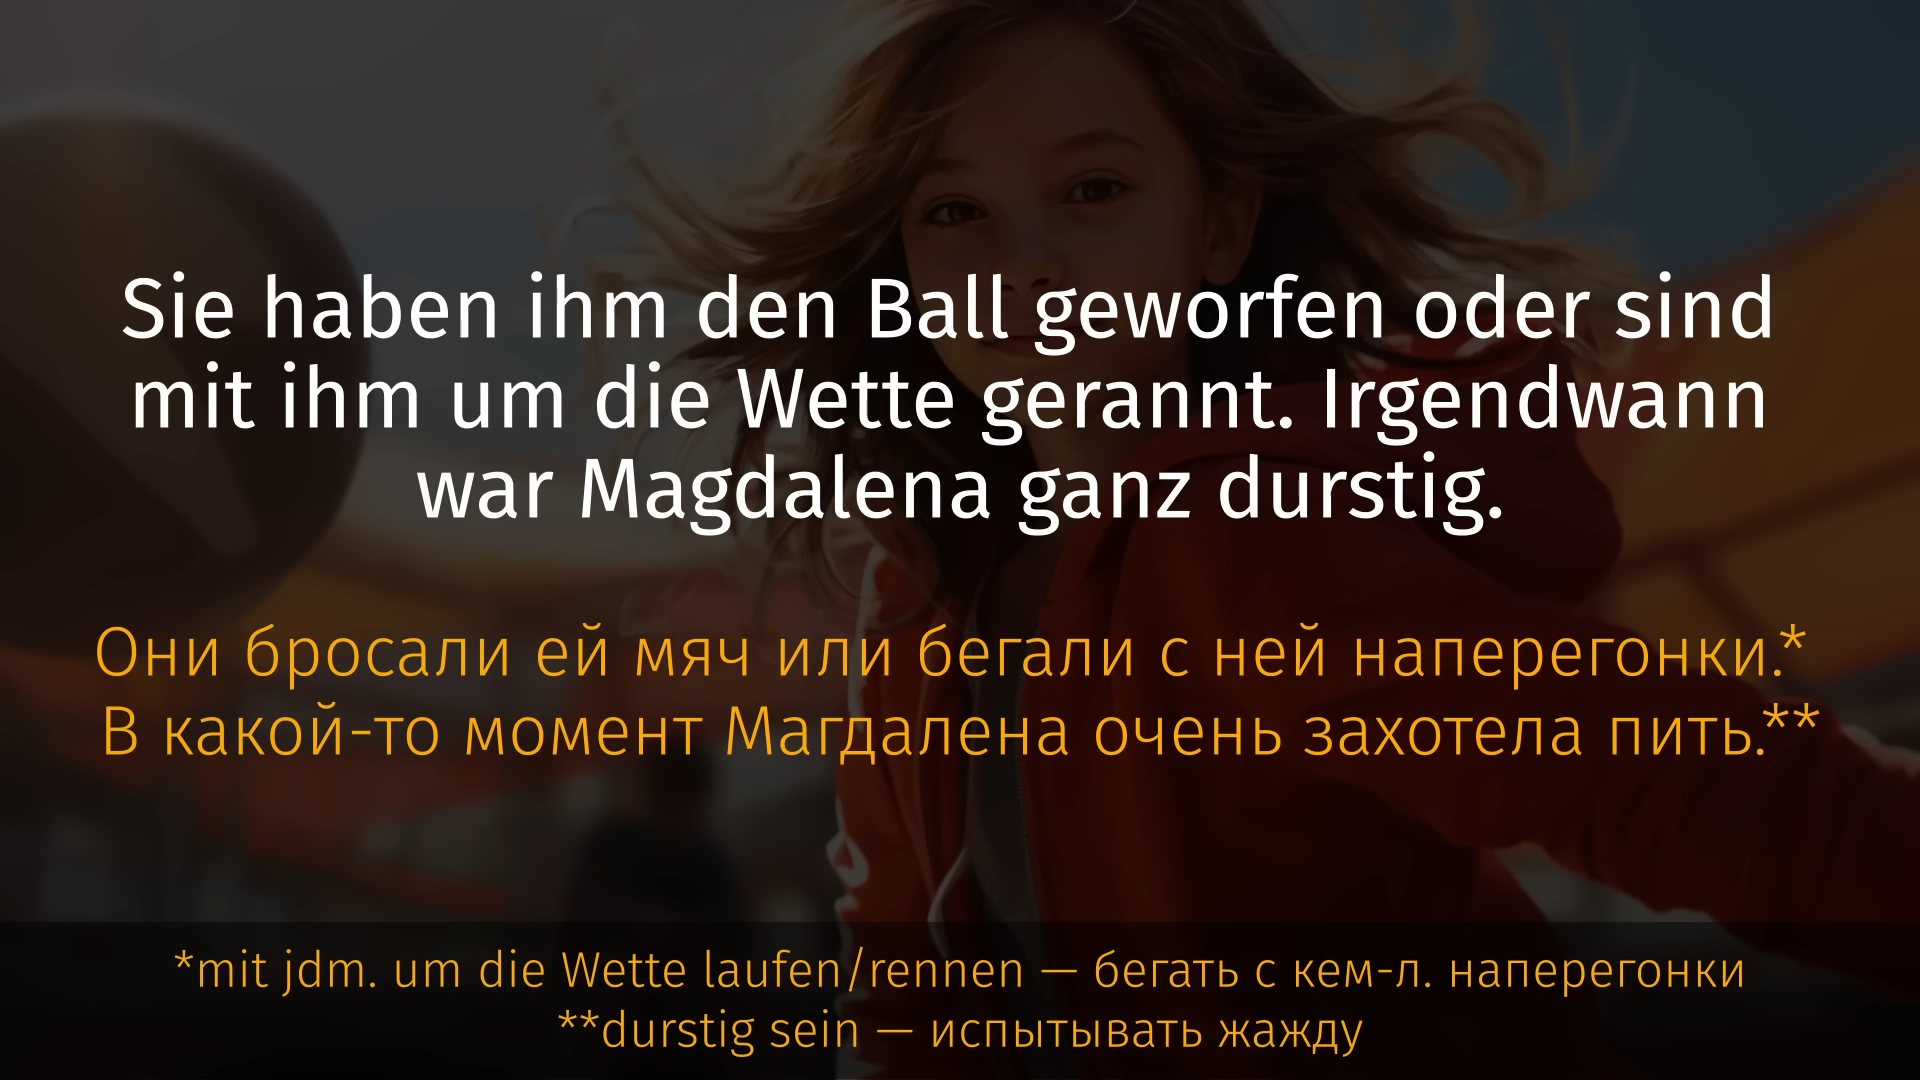 Sie haben ihm den Ball geworfen oder sind
mit ihm um die Wette gerannt. Irgendwann
war Magdalena ganz durstig.
Они бросали ей мяч или бегали с ней наперегонки.*
В какой-то момент Магдалена очень захотела пить.**
*mit jdm. um die Wette laufen/rennen — бегать с кем-л. наперегонки
**durstig sein — испытывать жажду